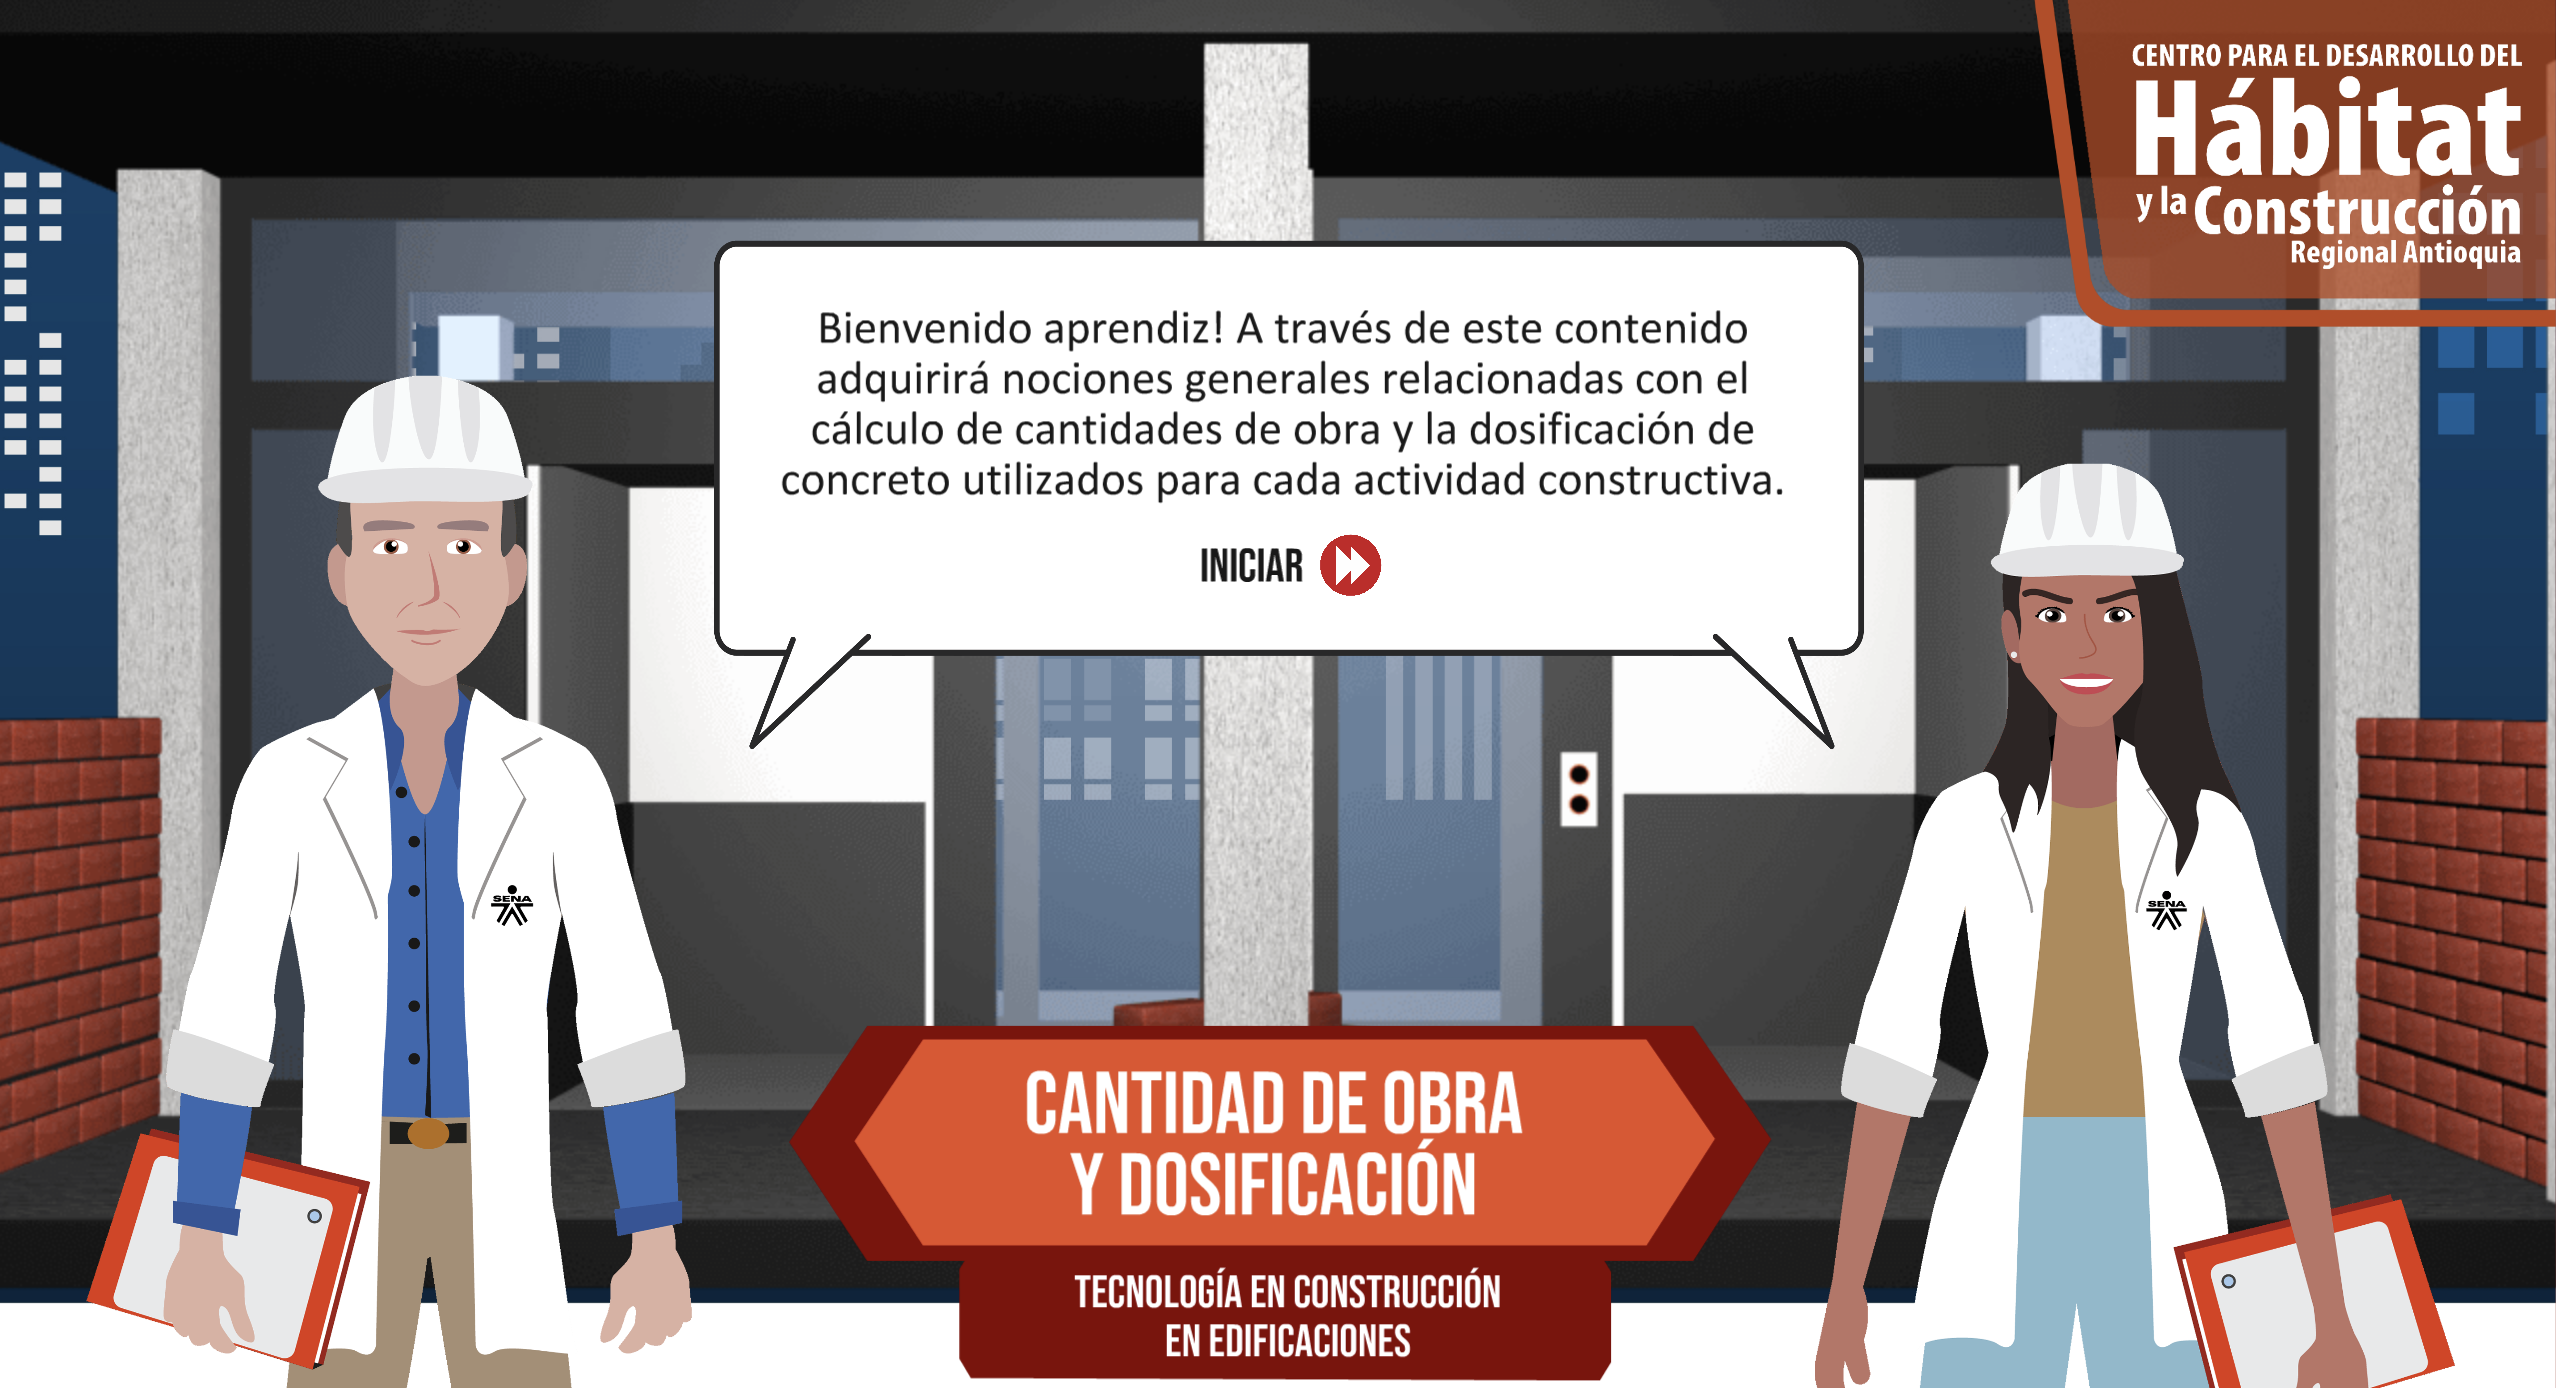 CENTRO PARA EL DESARROLLO DEL
Hábitat
y la Construcción
Regional Antioquia
Bienvenido aprendiz! A través de este contenido
adquirirá nociones generales relacionadas con el
cálculo de cantidades de obra y la dosificación de
concreto utilizados para cada actividad constructiva.
INICIAR
SENA
SENA
CANTIDAD DE OBRA
Y DOSIFICACIÓN
TECNOLOGÍA EN CONSTRUCCIÓN
EN EDIFICACIONES